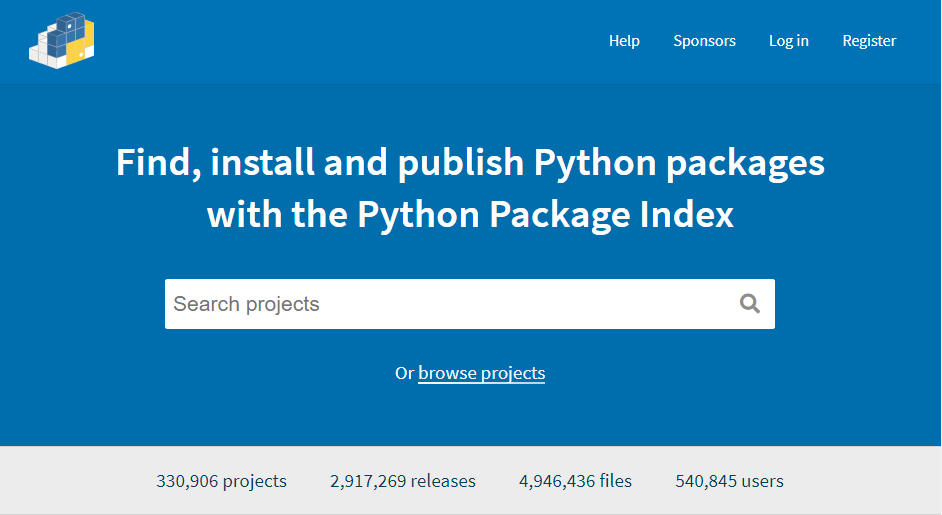 Help Sponsors Log in Register
Find, install and publish Python packages
with the Python Package Index
Search projects
Or browse projects
330,906 projects 2,917,269 releases 4,946,436 files 540,845 users